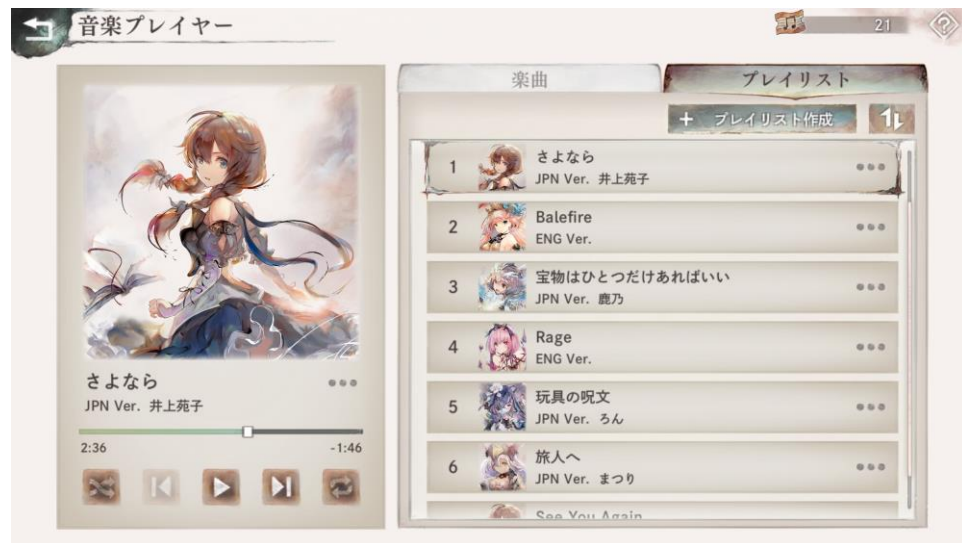 音楽プレイヤー
21
?
さよなら
JPN Ver. 井上苑子
2:36
-1:46
楽曲
プレイリスト
+ プレイリスト作成
1
さよなら
JPN Ver. 井上苑子
2
Balefire
ENG Ver.
3
宝物はひとつだけあればいい
JPN Ver. 鹿乃
4
Rage
ENG Ver.
5
玩具の呪文
JPN Ver. ろん
6
旅人へ
JPN Ver. まつり
See You Again